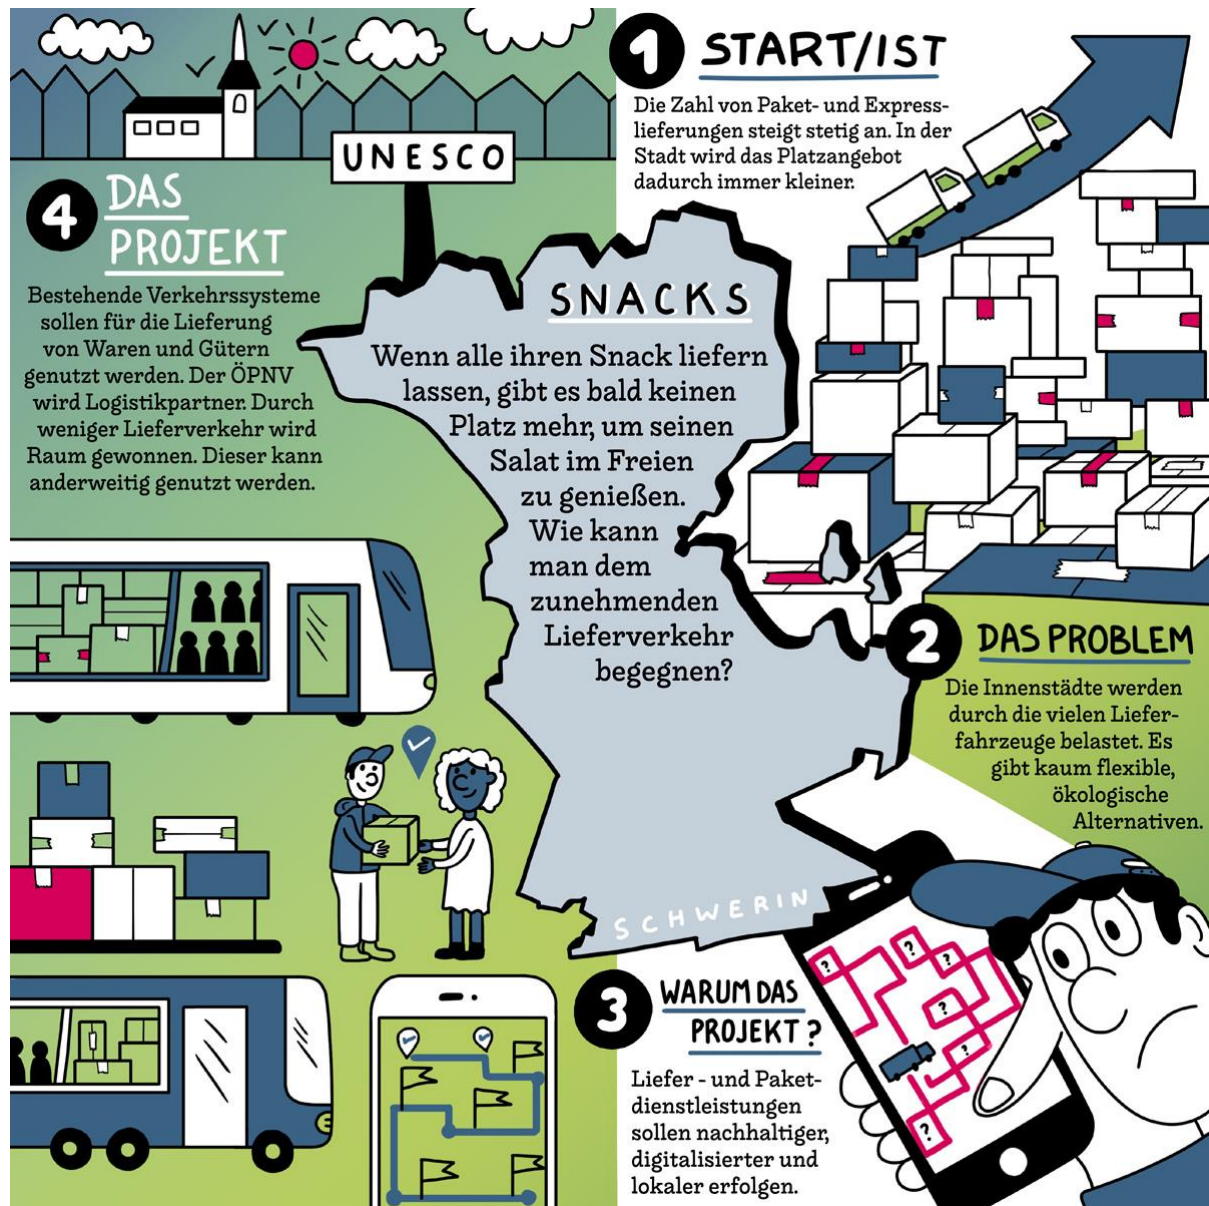 1 START/IST
Die Zahl von Paket- und Express-
lieferungen steigt stetig an. In der
Stadt wird das Platzangebot
dadurch immer kleiner.
UNESCO
4 DAS
PROJEKT
Bestehende Verkehrssysteme
sollen für die Lieferung
von Waren und Gütern
genutzt werden. Der ÖPNV
wird Logistikpartner. Durch
weniger Lieferverkehr wird
Raum gewonnen. Dieser kann
anderweitig genutzt werden.
SNACKS
Wenn alle ihren Snack liefern
lassen, gibt es bald keinen
Platz mehr, um seinen
Salat im Freien
zu genießen.
Wie kann
man dem
zunehmenden
Lieferverkehr
begegnen?
2 DAS PROBLEM
Die Innenstädte werden
durch die vielen Liefer-
fahrzeuge belastet. Es
gibt kaum flexible,
ökologische
Alternativen.
SCHWERIN
3 WARUM DAS
PROJEKT?
Liefer - und Paket-
dienstleistungen
sollen nachhaltiger,
digitalisierter und
lokaler erfolgen.
?
?
?
?
?
?